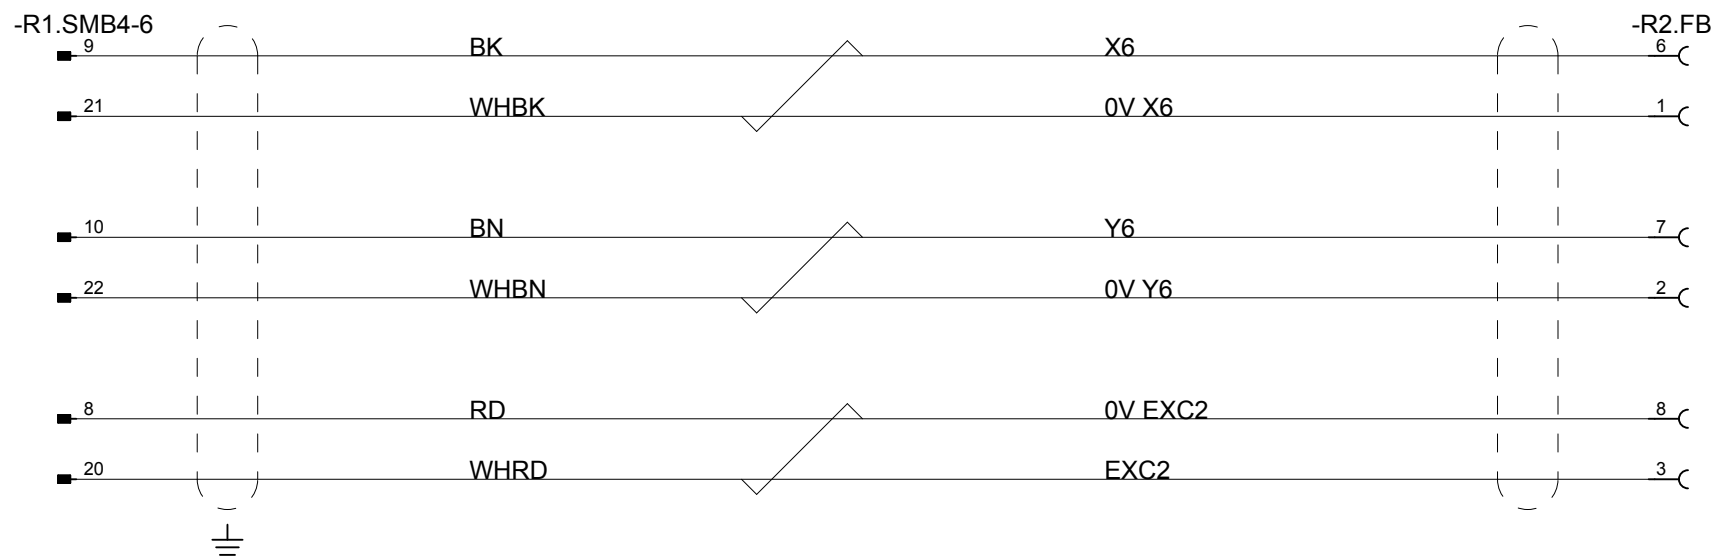 -R1.SMB4-6 -R2.FB
9 BK X6 6
21 WHBK 0V X6 1
10 BN Y6 7
22 WHBN 0V Y6 2
8 RD 0V EXC2 8
20 WHRD EXC2 3